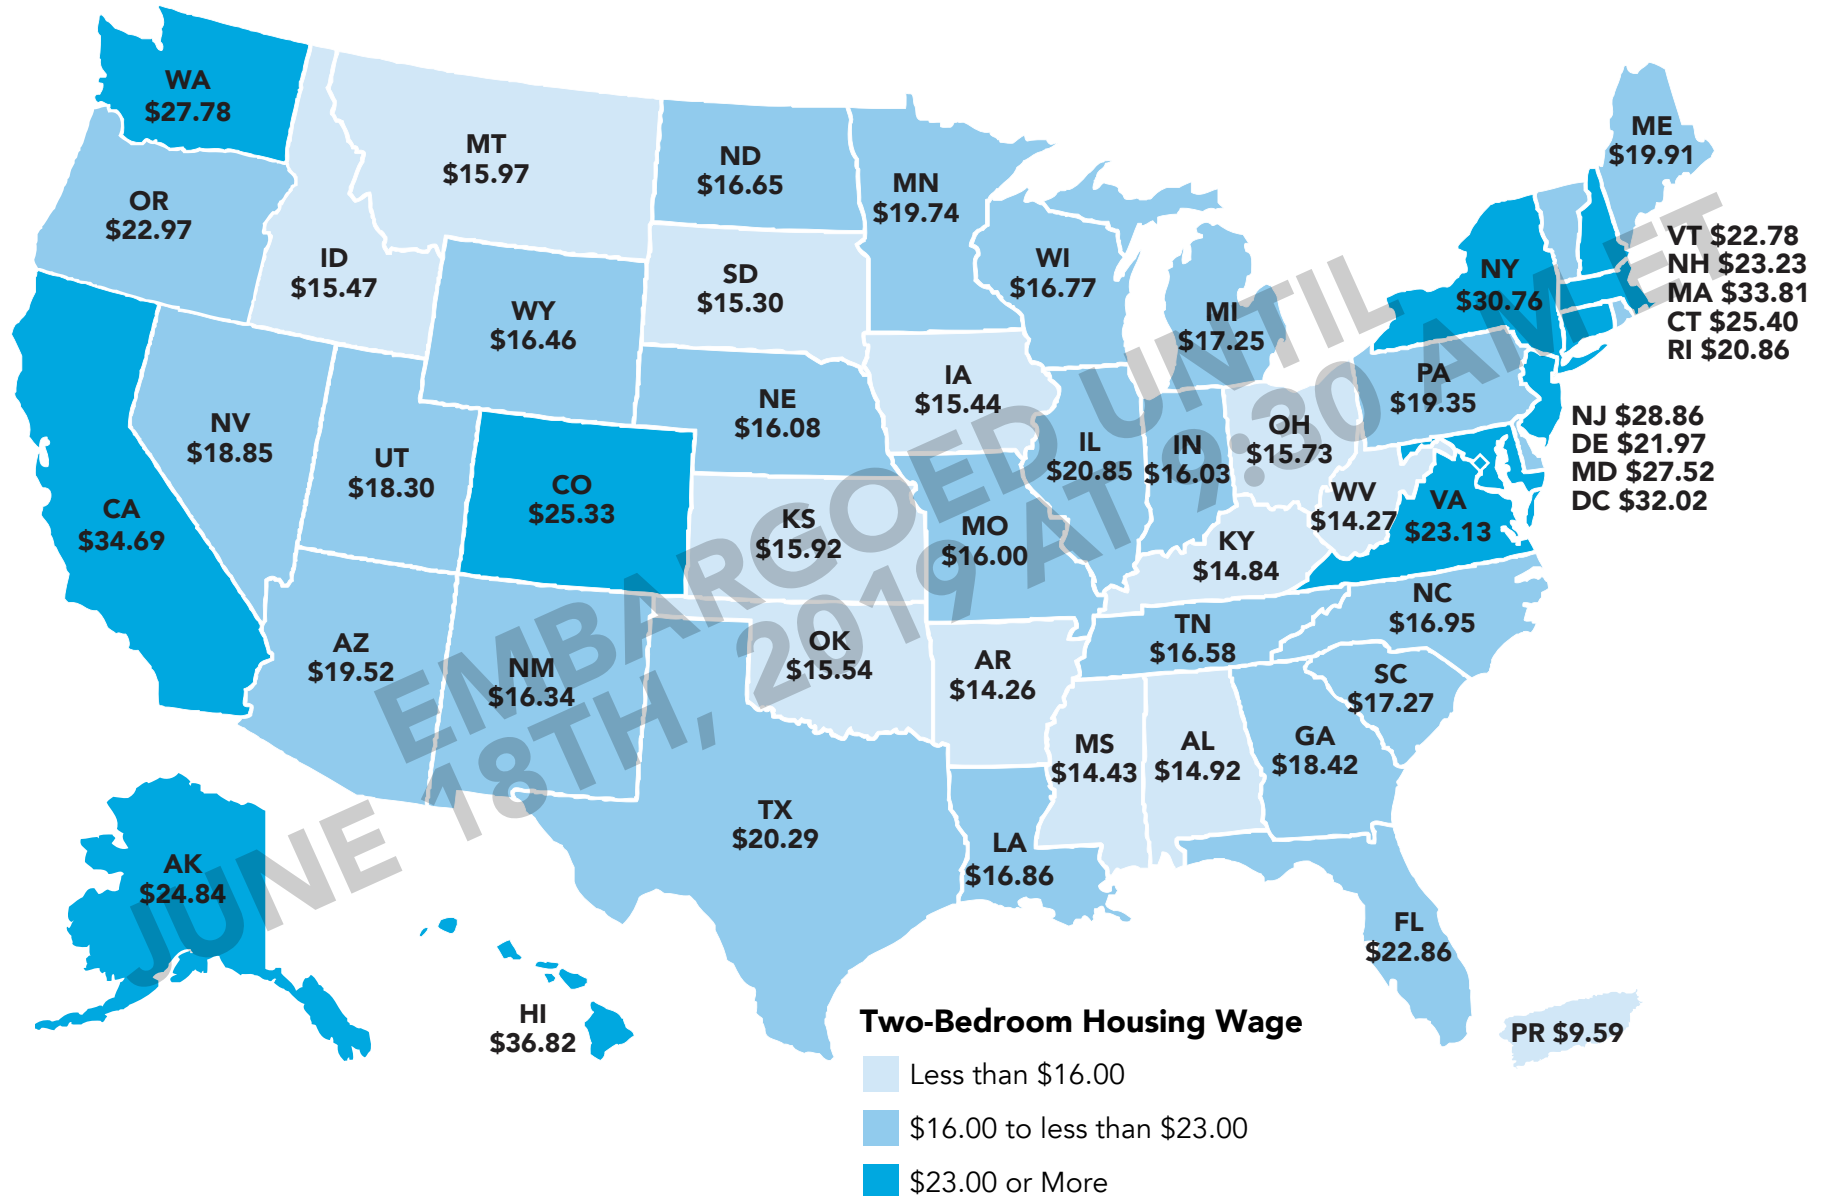 WA
$27.78
MT
$15.97
ND
$16.65
MN
$19.74
ME
$19.91
OR
$22.97
ID
$15.47
SD
$15.30
WI
$16.77
MI
$17.25
NY
$30.76
VT $22.78
NH $23.23
MA $33.81
CT $25.40
RI $20.86
WY
$16.46
IA
$15.44
PA
$19.35
NV
$18.85
UT
$18.30
CO
$25.33
NE
$16.08
IL
$20.85
IN
$16.03
OH
$15.73
NJ $28.86
DE $21.97
MD $27.52
DC $32.02
CA
$34.69
KS
$15.92
MO
$16.00
KY
$14.84
WV
$14.27
VA
$23.13
AZ
$19.52
NM
$16.34
OK
$15.54
AR
$14.26
TN
$16.58
NC
$16.95
SC
$17.27
MS
$14.43
AL
$14.92
GA
$18.42
TX
$20.29
LA
$16.86
FL
$22.86
AK
$24.84
HI
$36.82
PR $9.59
EMBARGOED UNTIL
JUNE 18TH, 2019 AT 9:30 AM ET
Two-Bedroom Housing Wage
Less than $16.00
$16.00 to less than $23.00
$23.00 or More